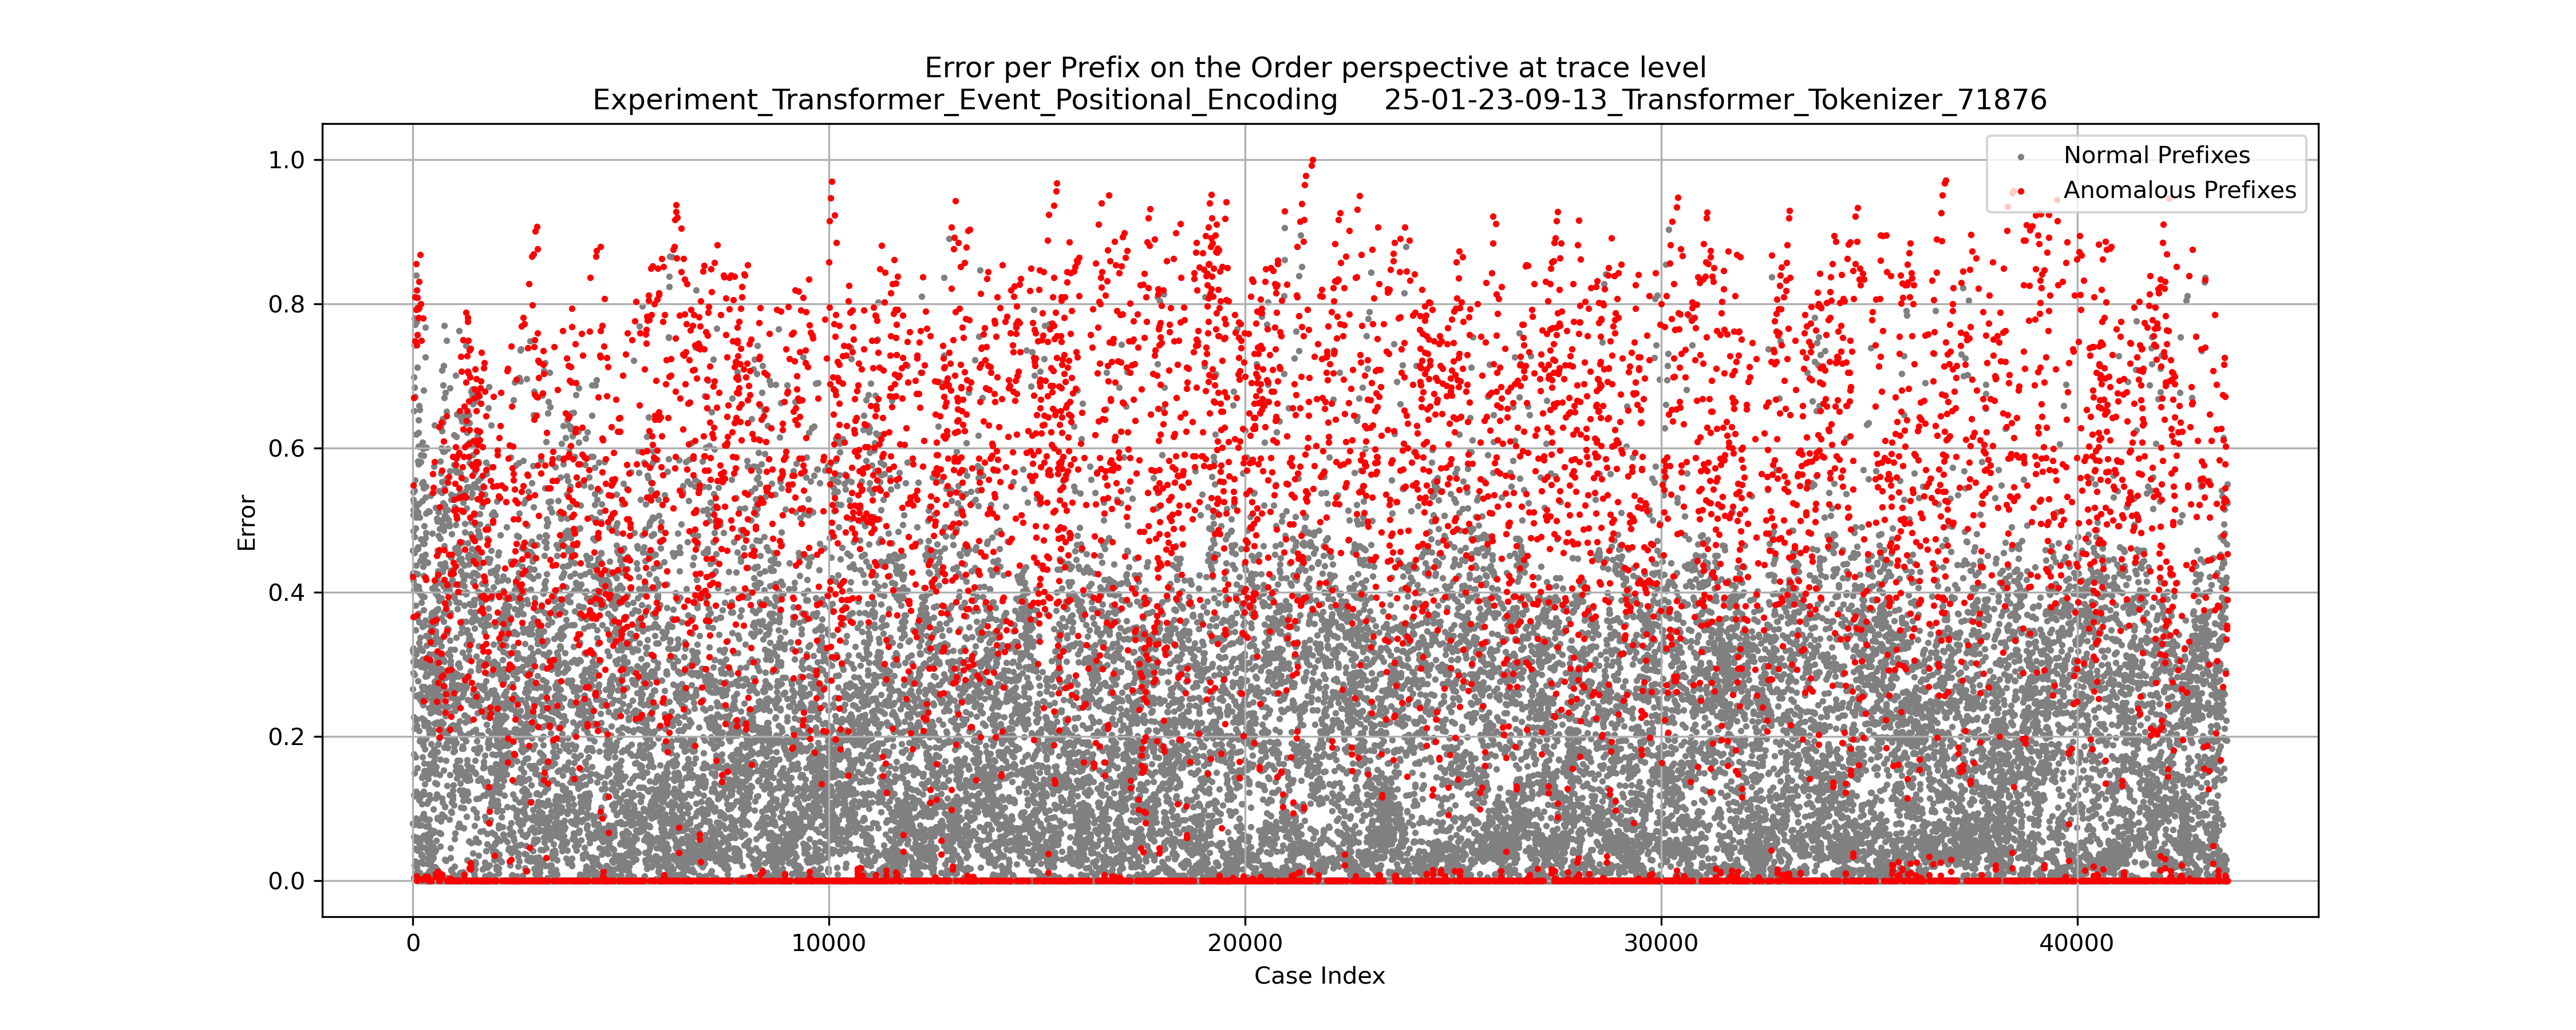 Error per Prefix on the Order perspective at trace level
Experiment_Transformer_Event_Positional_Encoding 25-01-23-09-13_Transformer_Tokenizer_71876
Normal Prefixes
Anomalous Prefixes
1.0
0.8
0.6
0.4
0.2
0.0
Error
0 10000 20000 30000 40000
Case Index